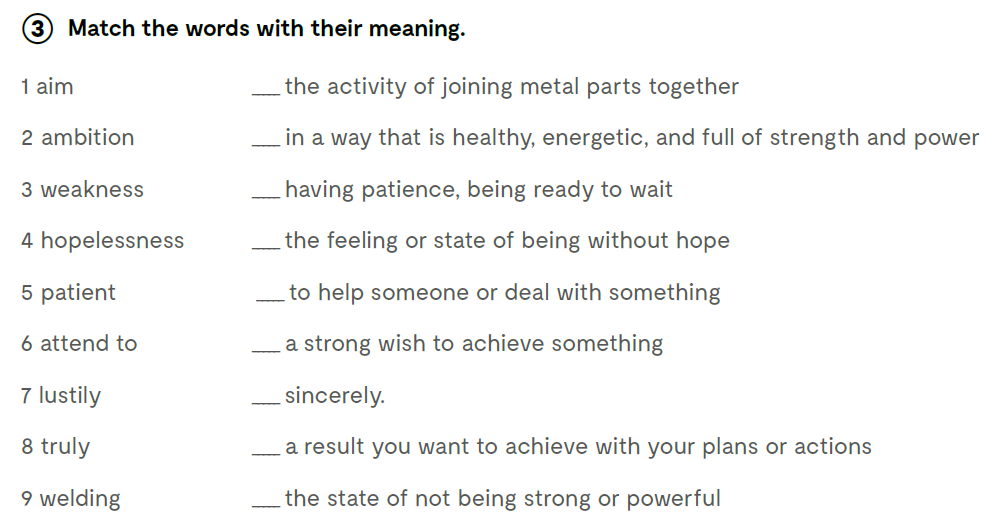 3 Match the words with their meaning.
1 aim ___ the activity of joining metal parts together
2 ambition ___ in a way that is healthy, energetic, and full of strength and power
3 weakness ___ having patience, being ready to wait
4 hopelessness ___ the feeling or state of being without hope
5 patient ___ to help someone or deal with something
6 attend to ___ a strong wish to achieve something
7 lustily ___ sincerely.
8 truly ___ a result you want to achieve with your plans or actions
9 welding ___ the state of not being strong or powerful